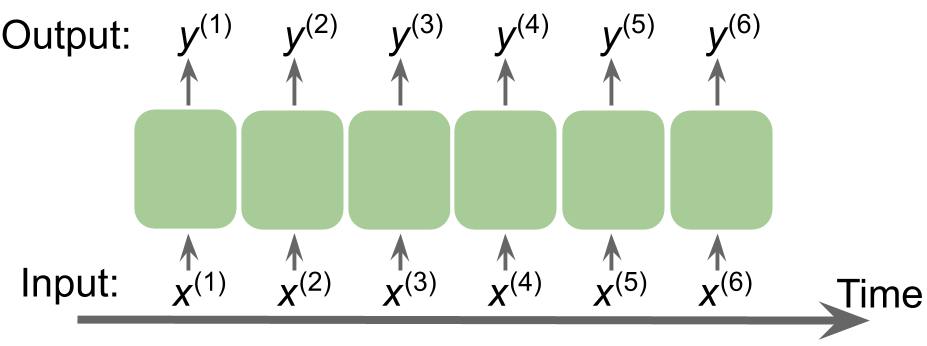 Output: y(1) y(2) y(3) y(4) y(5) y(6)
Input: x(1) x(2) x(3) x(4) x(5) x(6)
Time